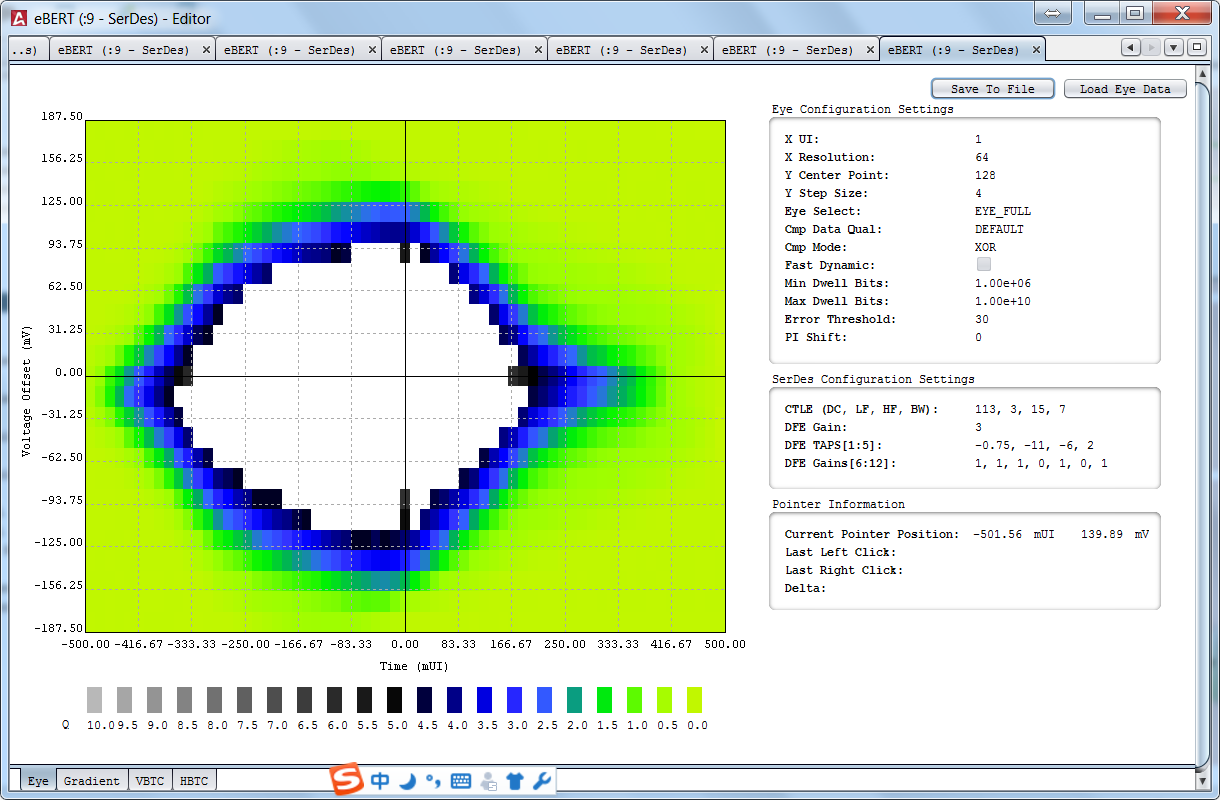 eBERT (:9 - SerDes) - Editor
..s) eBERT (:9 - SerDes) eBERT (:9 - SerDes) eBERT (:9 - SerDes) eBERT (:9 - SerDes) eBERT (:9 - SerDes) eBERT (:9 - SerDes)
Save To File Load Eye Data
Eye Configuration Settings
X UI: 1
X Resolution: 64
Y Center Point: 128
Y Step Size: 4
Eye Select: EYE_FULL
Cmp Data Qual: DEFAULT
Cmp Mode: XOR
Fast Dynamic:
Min Dwell Bits: 1.00e+06
Max Dwell Bits: 1.00e+10
Error Threshold: 30
PI Shift: 0
SerDes Configuration Settings
CTLE (DC, LF, HF, BW): 113, 3, 15, 7
DFE Gain: 3
DFE TAPS[1:5]: -0.75, -11, -6, 2
DFE Gains[6:12]: 1, 1, 1, 0, 1, 0, 1
Pointer Information
Current Pointer Position: -501.56 mUI 139.89 mV
Last Left Click:
Last Right Click:
Delta:
187.50
156.25
125.00
93.75
62.50
31.25
0.00
-31.25
-62.50
-93.75
-125.00
-156.25
-187.50
Voltage Offset (mV)
-500.00 -416.67 -333.33 -250.00 -166.67 -83.33 0.00 83.33 166.67 250.00 333.33 416.67 500.00
Time (mUI)
Q 10.0 9.5 9.0 8.5 8.0 7.5 7.0 6.5 6.0 5.5 5.0 4.5 4.0 3.5 3.0 2.5 2.0 1.5 1.0 0.5 0.0
Eye Gradient VBTC HBTC
中